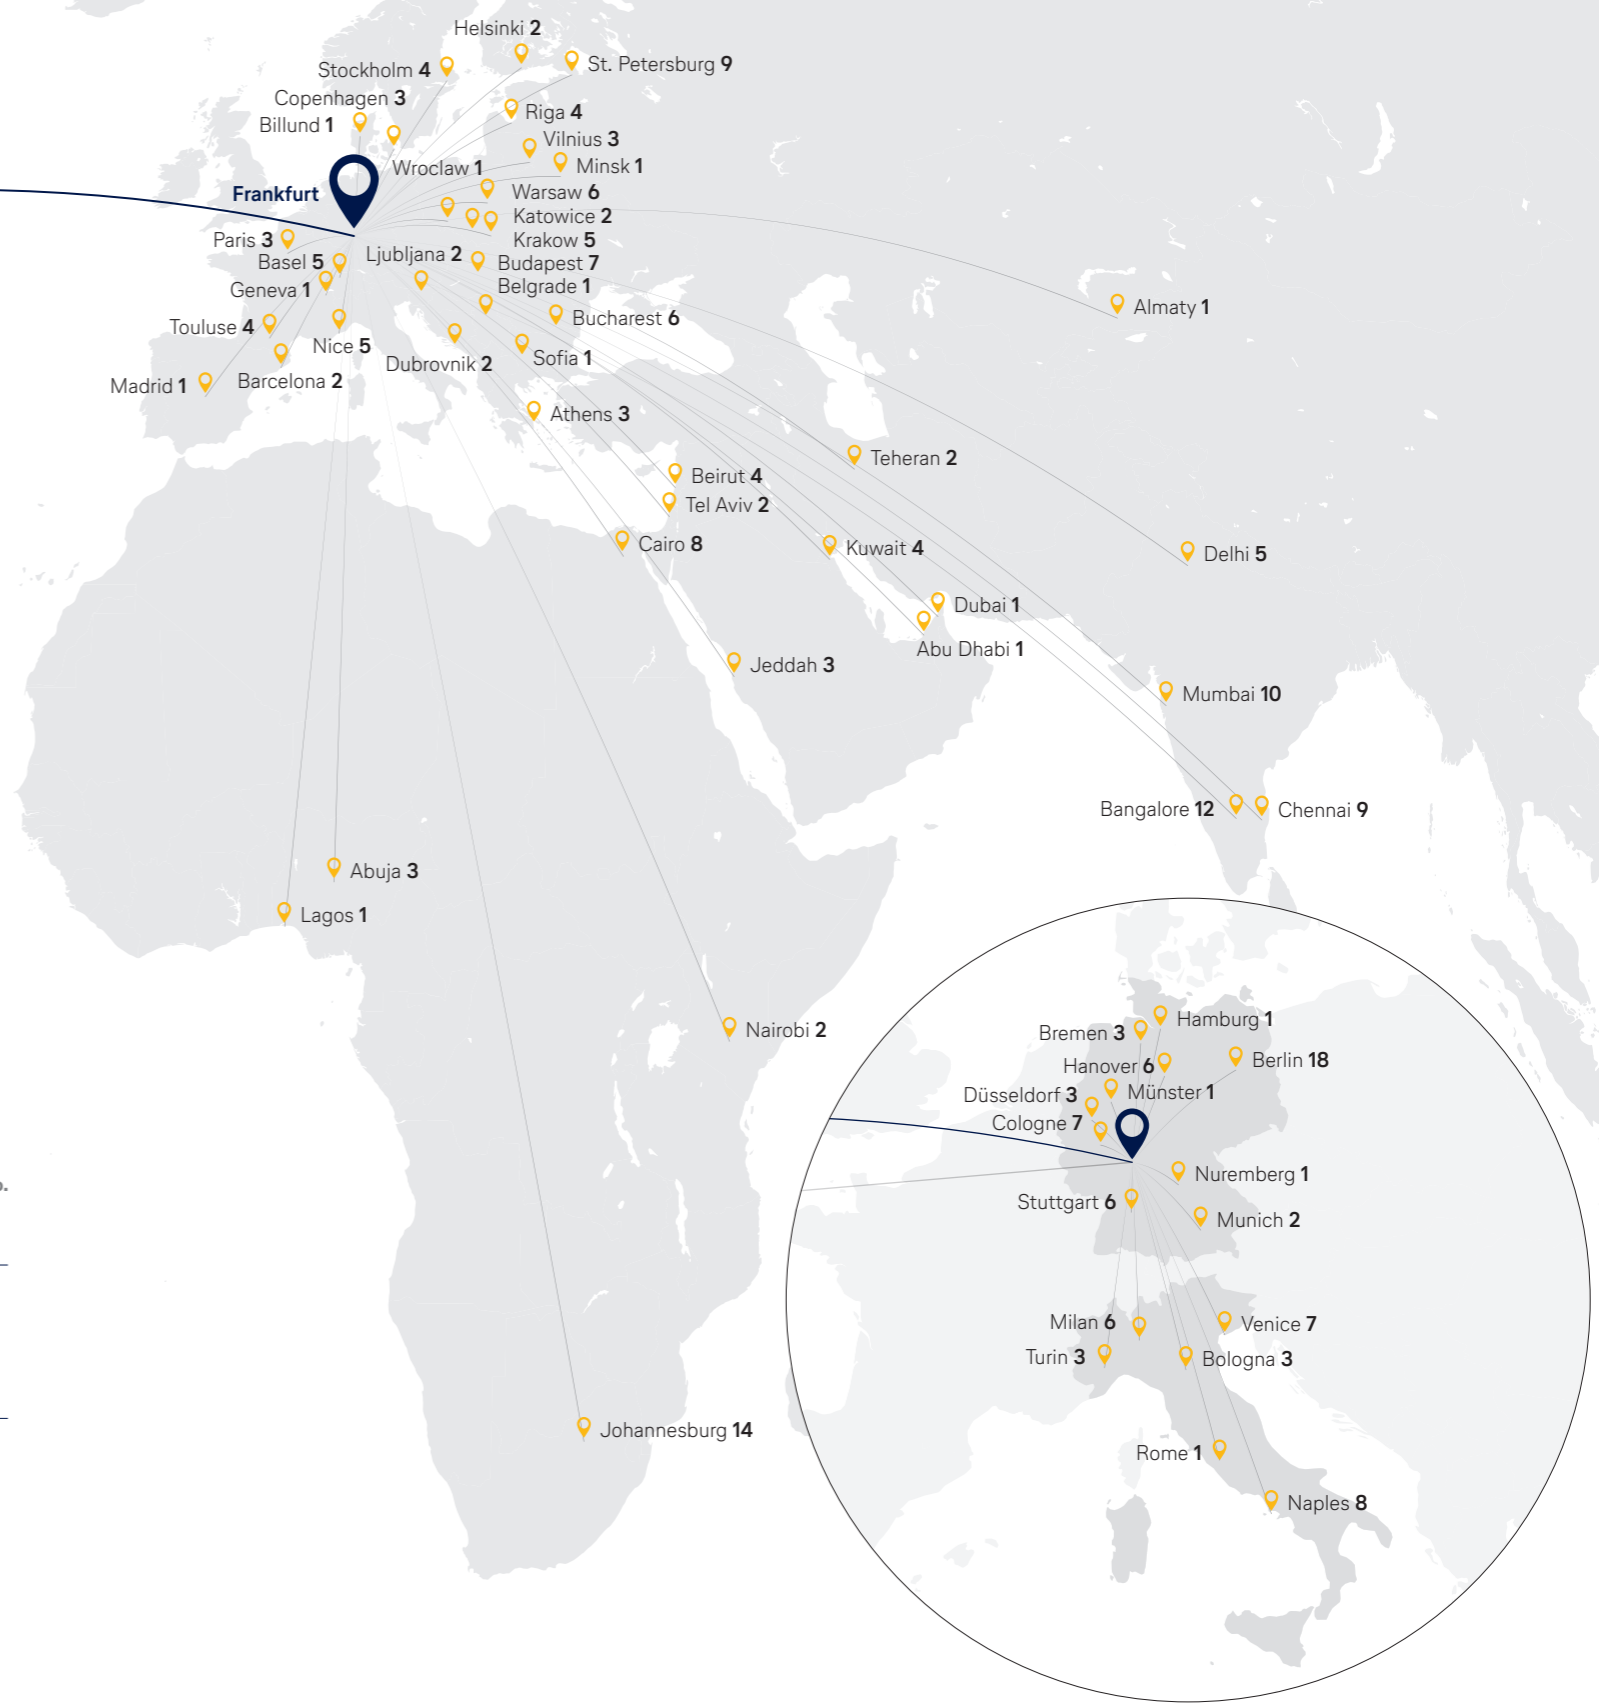 Helsinki 2
St. Petersburg 9
Stockholm 4
Copenhagen 3
Riga 4
Billund 1
Vilnius 3
Minsk 1
Wroclaw 1
Warsaw 6
Frankfurt
Katowice 2
Paris 3
Krakow 5
Ljubljana 2
Basel 5
Budapest 7
Belgrade 1
Geneva 1
Almaty 1
Bucharest 6
Touluse 4
Nice 5
Sofia 1
Dubrovnik 2
Barcelona 2
Madrid 1
Athens 3
Teheran 2
Beirut 4
Tel Aviv 2
Cairo 8
Kuwait 4
Delhi 5
Dubai 1
Abu Dhabi 1
Jeddah 3
Mumbai 10
Bangalore 12
Chennai 9
Abuja 3
Lagos 1
Nairobi 2
Johannesburg 14
Hamburg 1
Bremen 3
Berlin 18
Hanover 6
Münster 1
Düsseldorf 3
Cologne 7
Nuremberg 1
Stuttgart 6
Munich 2
Milan 6
Venice 7
Turin 3
Bologna 3
Rome 1
Naples 8